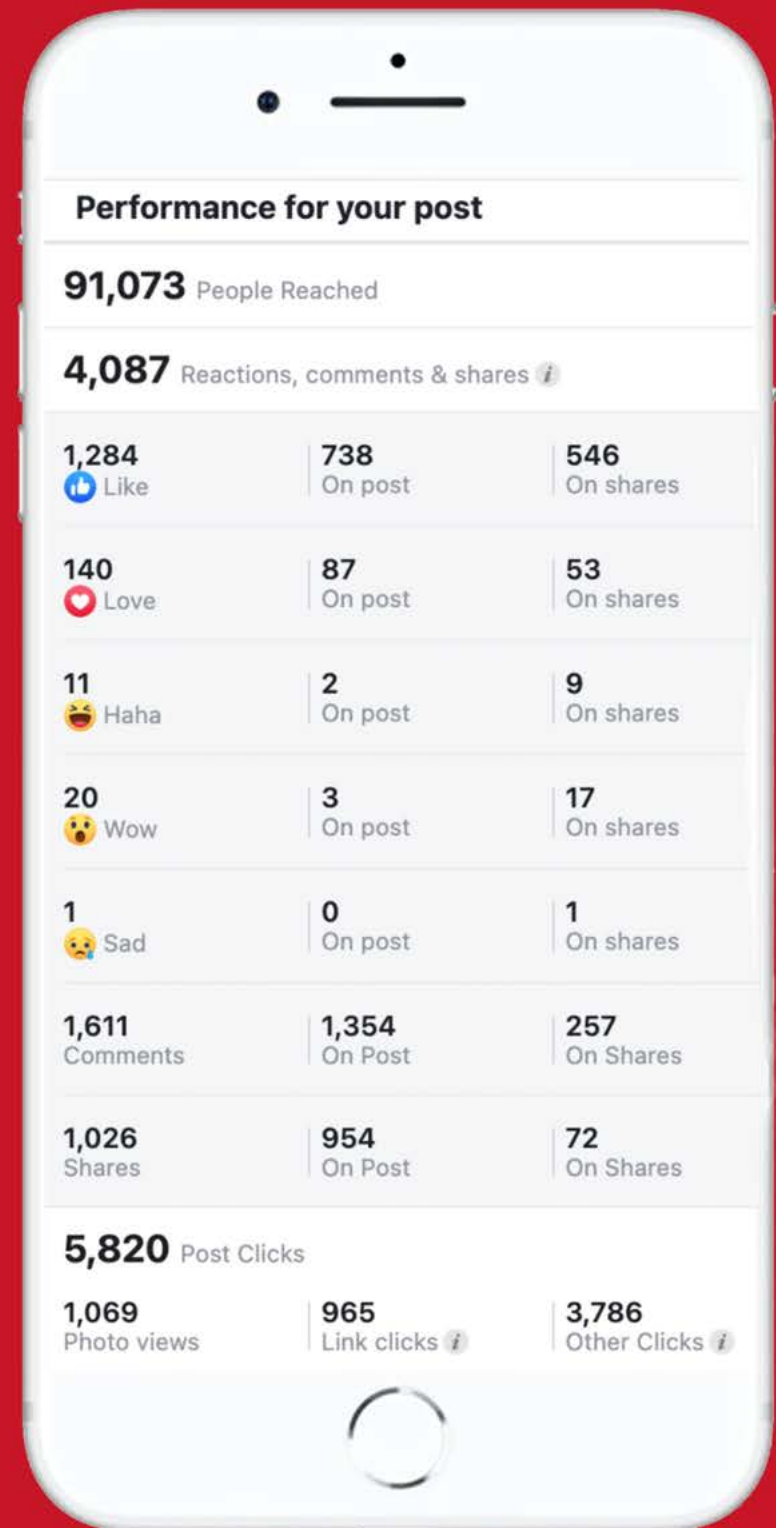 Performance for your post
91,073 People Reached
4,087 Reactions, comments & shares i
1,284 738 546
Like On post On shares
140 87 53
Love On post On shares
11 2 9
Haha On post On shares
20 3 17
Wow On post On shares
1 0 1
Sad On post On shares
1,611 1,354 257
Comments On Post On Shares
1,026 954 72
Shares On Post On Shares
5,820 Post Clicks
1,069 965 3,786
Photo views Link clicks i Other Clicks i